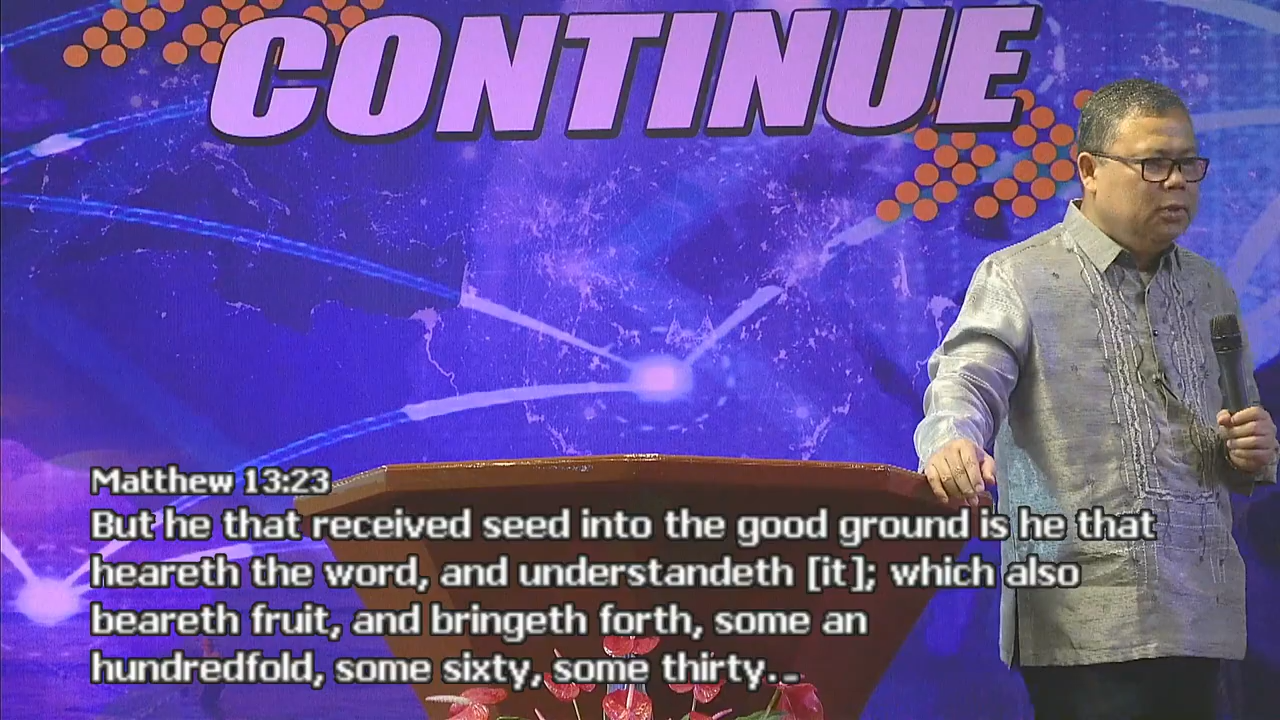 CONTINUE
Matthew 13:23
But he that received seed into the good ground is he that
heareth the word, and understandeth [it]; which also
beareth fruit, and bringeth forth, some an
hundredfold, some sixty, some thirty._